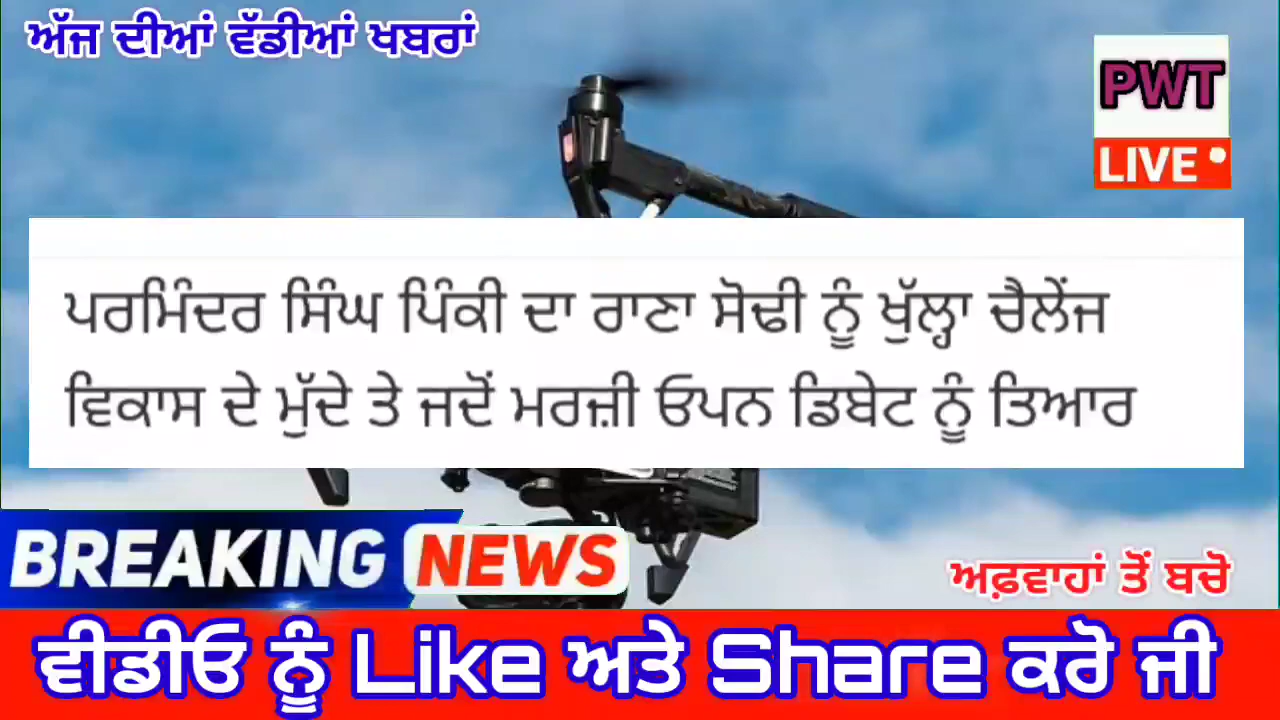 ਅੱਜ ਦੀਆਂ ਵੱਡੀਆਂ ਖਬਰਾਂ
PWT
LIVE
ਪਰਮਿੰਦਰ ਸਿੰਘ ਪਿੰਕੀ ਦਾ ਰਾਣਾ ਸੋਢੀ ਨੂੰ ਖੁੱਲ੍ਹਾ ਚੈਲੇਂਜ
ਵਿਕਾਸ ਦੇ ਮੁੱਦੇ ਤੇ ਜਦੋਂ ਮਰਜ਼ੀ ਓਪਨ ਡਿਬੇਟ ਨੂੰ ਤਿਆਰ
BREAKING NEWS
ਅਫ਼ਵਾਹਾਂ ਤੋਂ ਬਚੋ
ਵੀਡੀਓ ਨੂੰ Like ਅਤੇ Share ਕਰੋ ਜੀ